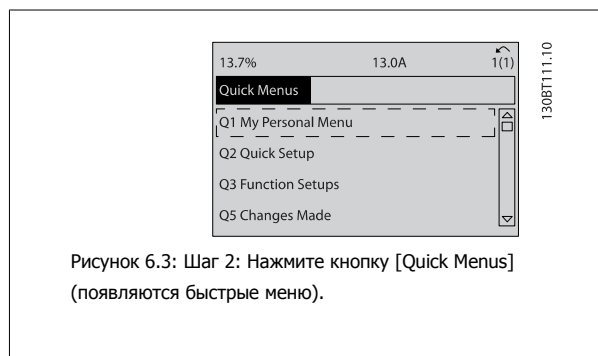 13.7% 13.0A 1(1)
Quick Menus
Q1 My Personal Menu
Q2 Quick Setup
Q3 Function Setups
Q5 Changes Made
130BT111.10
Рисунок 6.3: Шаг 2: Нажмите кнопку [Quick Menus]
(появляются быстрые меню).